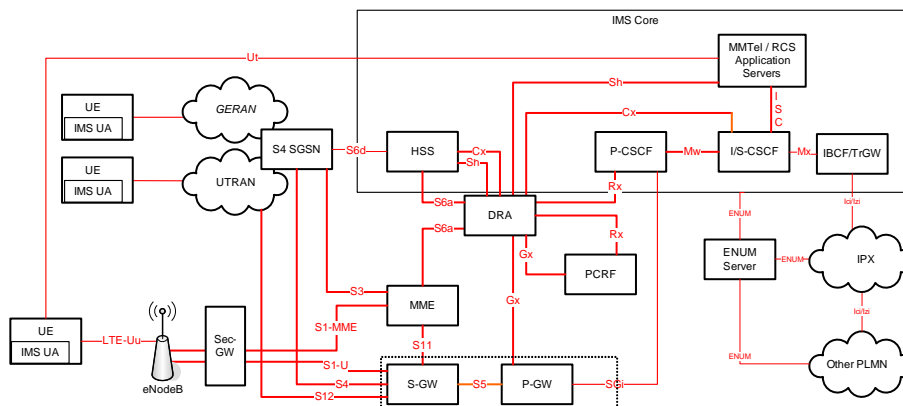 IMS Core
Ut
MMTel / RCS
Application
Servers
Sh
UE
IMS UA
GERAN
I
S
C
Cx
S4 SGSN
S6d
HSS
Cx
Sh
P-CSCF
Mw
I/S-CSCF
Mx
IBCF/TrGW
UE
IMS UA
UTRAN
Rx
S6a
DRA
ENUM
Ici/Izi
S6a
Rx
Gx
ENUM
Server
ENUM
IPX
PCRF
S3
MME
Gx
Ici/Izi
UE
IMS UA
LTE-Uu
Sec-
GW
S1-MME
S11
ENUM
Other PLMN
eNodeB
S1-U
S4
S12
S-GW
S5
P-GW
SGi